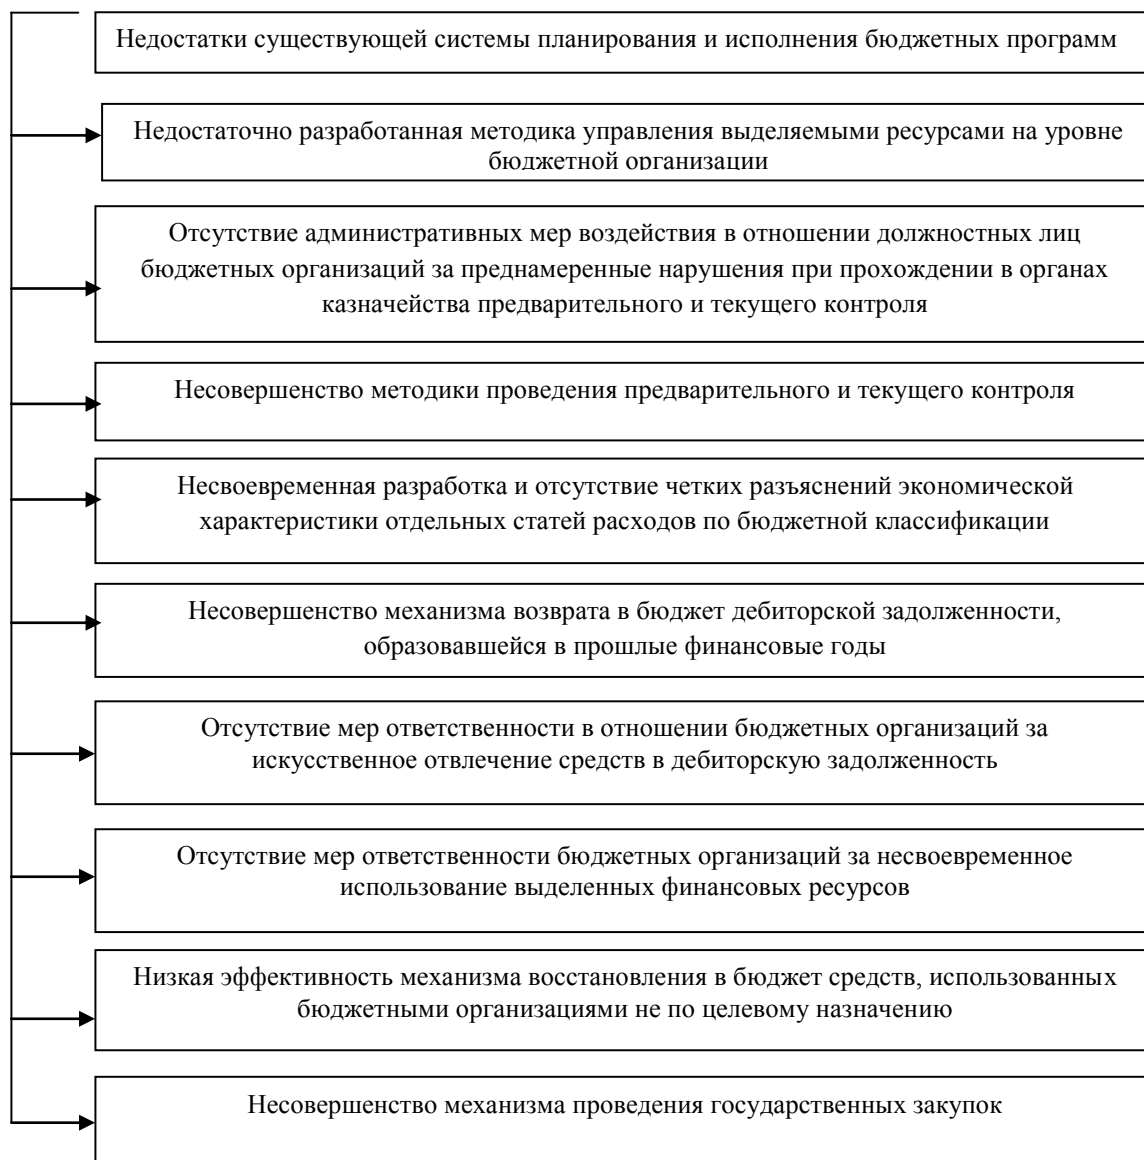 Недостатки существующей системы планирования и исполнения бюджетных программ
Недостаточно разработанная методика управления выделяемыми ресурсами на уровне
бюджетной организации
Отсутствие административных мер воздействия в отношении должностных лиц
бюджетных организаций за преднамеренные нарушения при прохождении в органах
казначейства предварительного и текущего контроля
Несовершенство методики проведения предварительного и текущего контроля
Несвоевременная разработка и отсутствие четких разъяснений экономической
характеристики отдельных статей расходов по бюджетной классификации
Несовершенство механизма возврата в бюджет дебиторской задолженности,
образовавшейся в прошлые финансовые годы
Отсутствие мер ответственности в отношении бюджетных организаций за
искусственное отвлечение средств в дебиторскую задолженность
Отсутствие мер ответственности бюджетных организаций за несвоевременное
использование выделенных финансовых ресурсов
Низкая эффективность механизма восстановления в бюджет средств, использованных
бюджетными организациями не по целевому назначению
Несовершенство механизма проведения государственных закупок